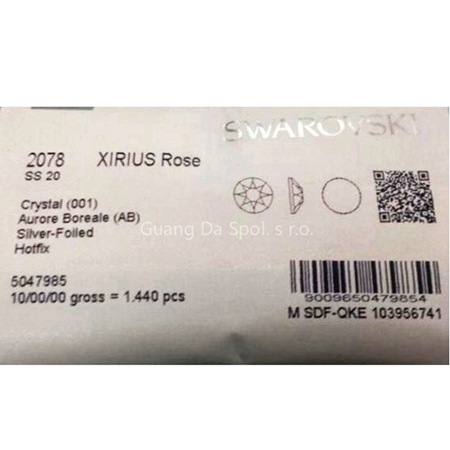 SWAROVSKI
2078 XIRIUS Rose
SS 20
Crystal (001)
Aurore Boreale (AB)
Silver-Foiled
Hotfix
Guang Da Spol. s r.o.
5047985
10/00/00 gross = 1.440 pcs
9009650479854
M SDF-QKE 103956741